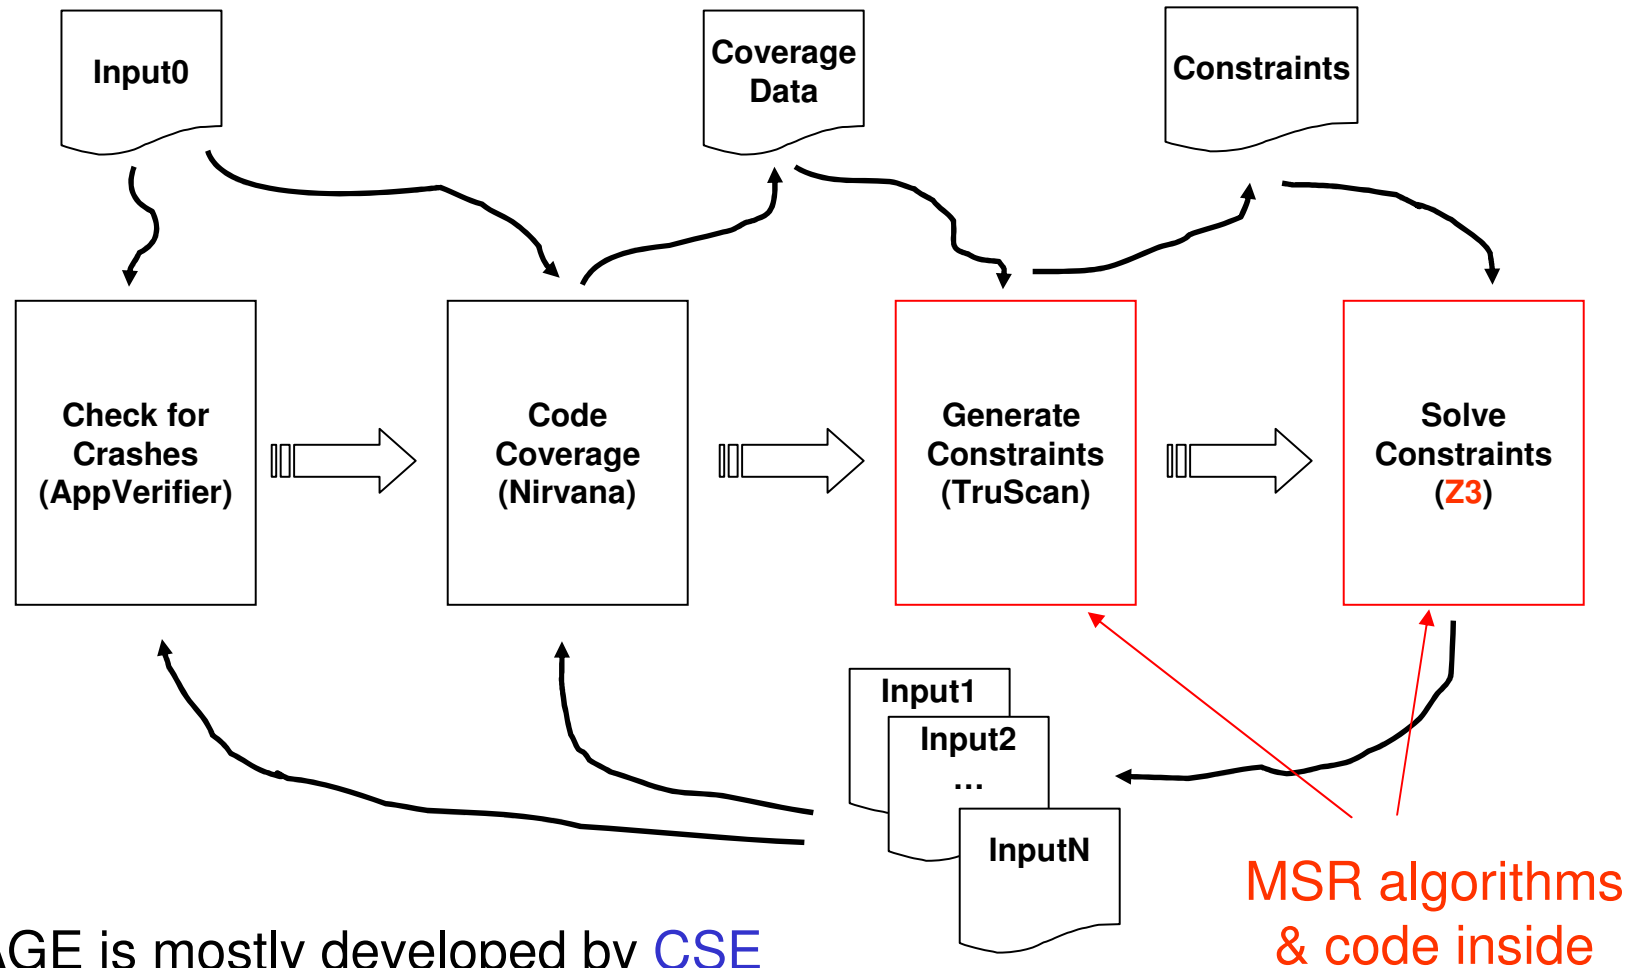 Input0
Coverage
Data
Constraints
Check for
Crashes
(AppVerifier)
Code
Coverage
(Nirvana)
Generate
Constraints
(TruScan)
Solve
Constraints
(Z3)
Input1
Input2
...
InputN
MSR algorithms
& code inside
AGE is mostly developed by CSE